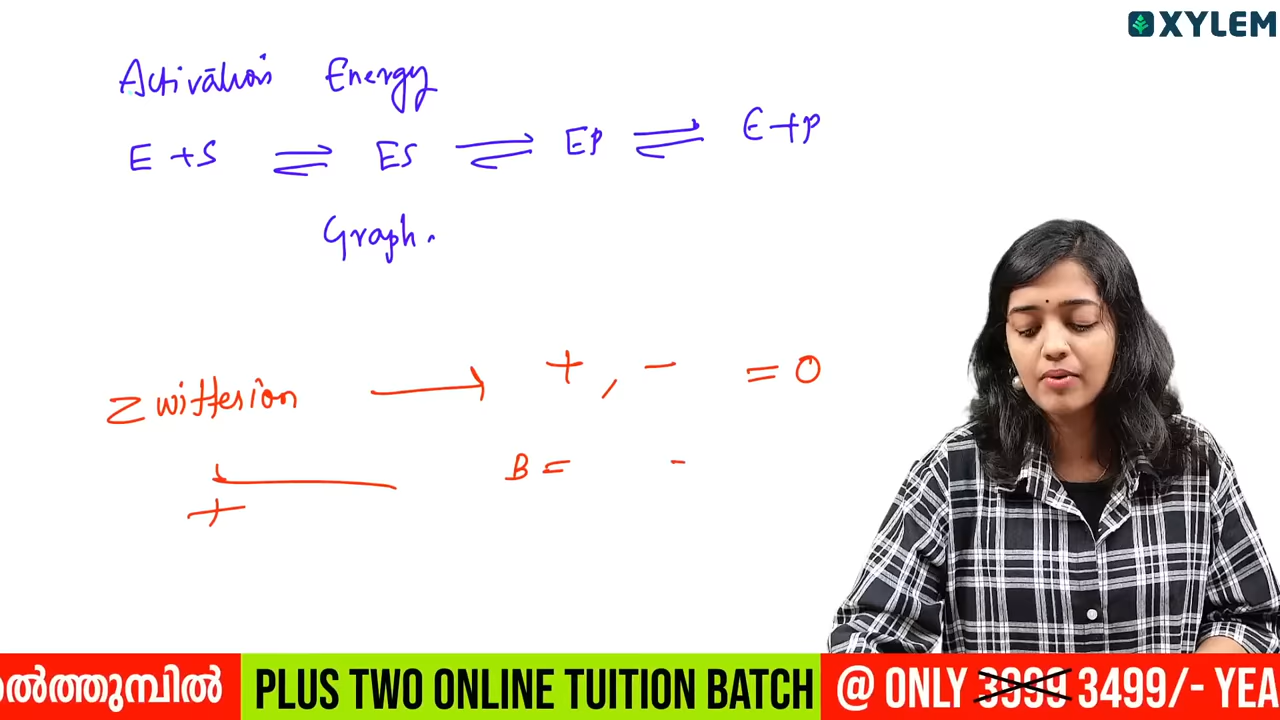 XYLEM
Activation Energy
E + S ⇌ ES ⇌ EP ⇌ E + P
Graph.
Zwitterion → +, - = 0
B = -
+
ൽത്തുമ്പിൽ PLUS TWO ONLINE TUITION BATCH @ ONLY 3999 3499/- YEA